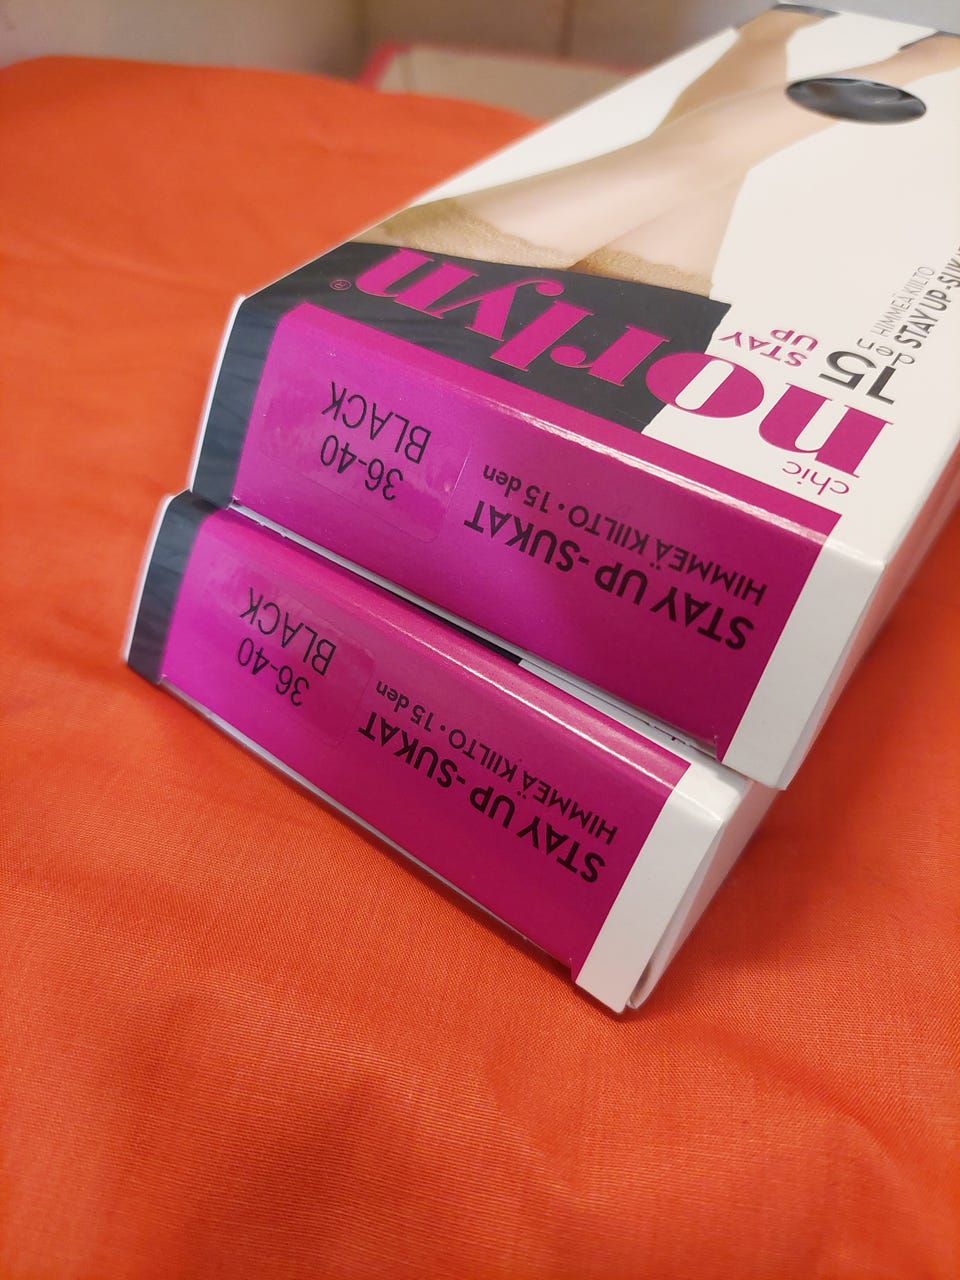 chic
norlyn®
STAY
UP
15
den
HIMMEÄ KIILTO
STAY UP-SUK
STAY UP -SUKAT
HIMMEÄ KIILTO • 15 den
36-40
BLACK
STAY UP -SUKAT
HIMMEÄ KIILTO • 15 den
36-40
BLACK